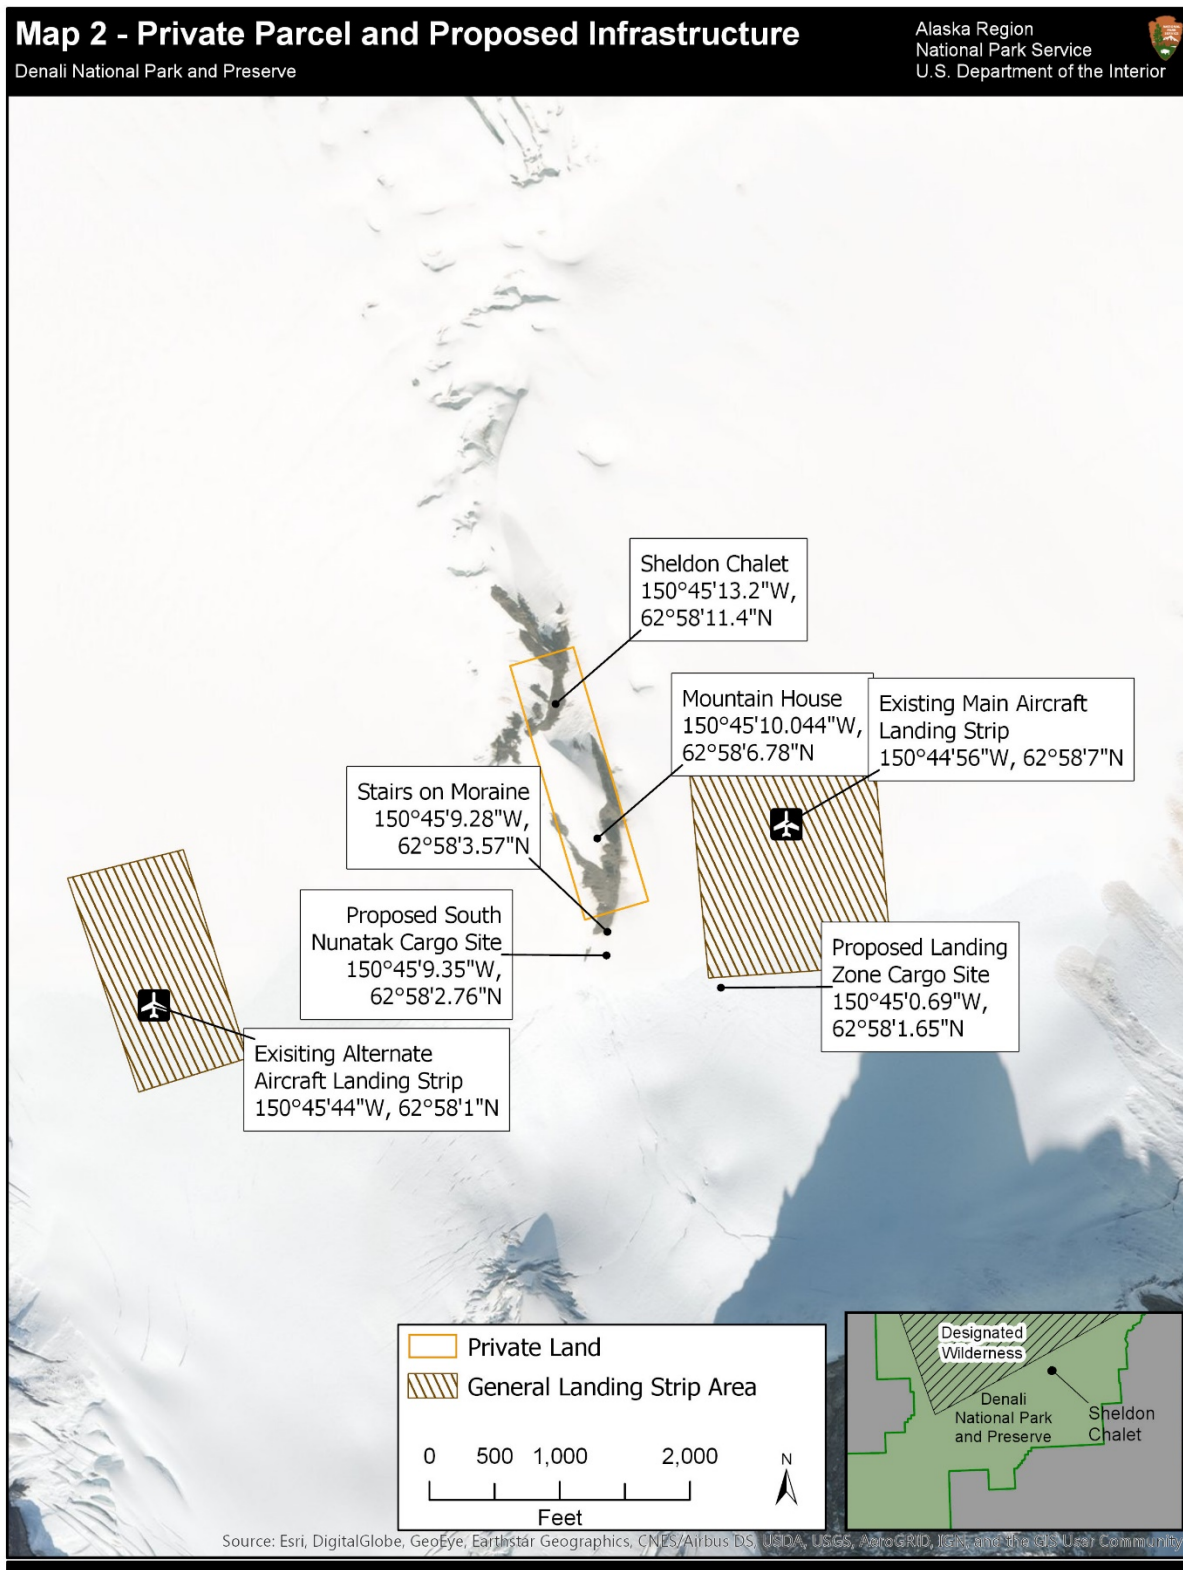 Map 2 - Private Parcel and Proposed Infrastructure
Denali National Park and Preserve
Alaska Region
National Park Service
U.S. Department of the Interior
Sheldon Chalet
150°45'13.2"W,
62°58'11.4"N
Mountain House
150°45'10.044"W,
62°58'6.78"N
Existing Main Aircraft
Landing Strip
150°44'56"W, 62°58'7"N
Stairs on Moraine
150°45'9.28"W,
62°58'3.57"N
Proposed South
Nunatak Cargo Site
150°45'9.35"W,
62°58'2.76"N
Proposed Landing
Zone Cargo Site
150°45'0.69"W,
62°58'1.65"N
Exisiting Alternate
Aircraft Landing Strip
150°45'44"W, 62°58'1"N
Private Land
General Landing Strip Area
0 500 1,000 2,000
Feet
N
Designated
Wilderness
Denali
National Park
and Preserve
Sheldon
Chalet
Source: Esri, DigitalGlobe, GeoEye, Earthstar Geographics, CNES/Airbus DS, USDA, USGS, AeroGRID, IGN, and the GIS User Community